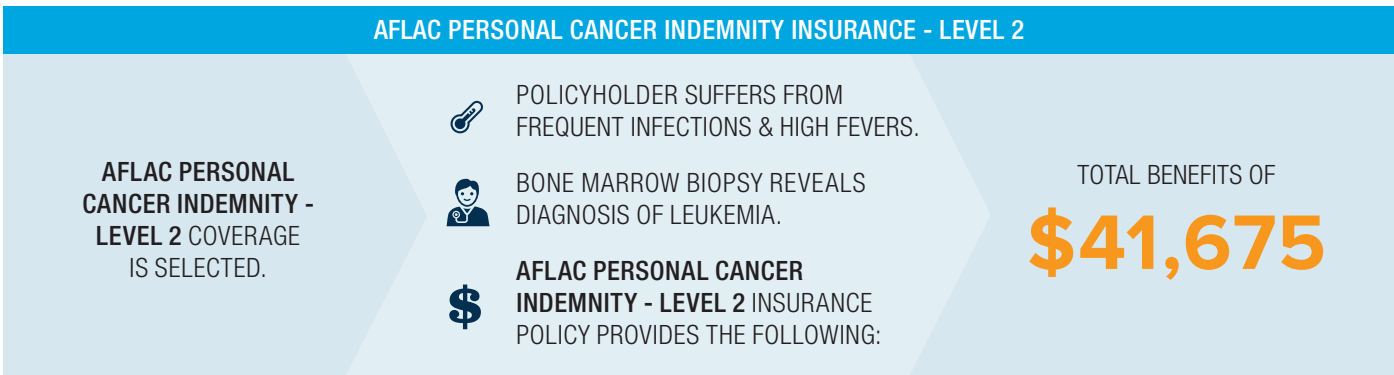 AFLAC PERSONAL CANCER INDEMNITY INSURANCE - LEVEL 2
AFLAC PERSONAL
CANCER INDEMNITY -
LEVEL 2 COVERAGE
IS SELECTED.
POLICYHOLDER SUFFERS FROM
FREQUENT INFECTIONS & HIGH FEVERS.
BONE MARROW BIOPSY REVEALS
DIAGNOSIS OF LEUKEMIA.
$
AFLAC PERSONAL CANCER
INDEMNITY - LEVEL 2 INSURANCE
POLICY PROVIDES THE FOLLOWING:
TOTAL BENEFITS OF
$41,675